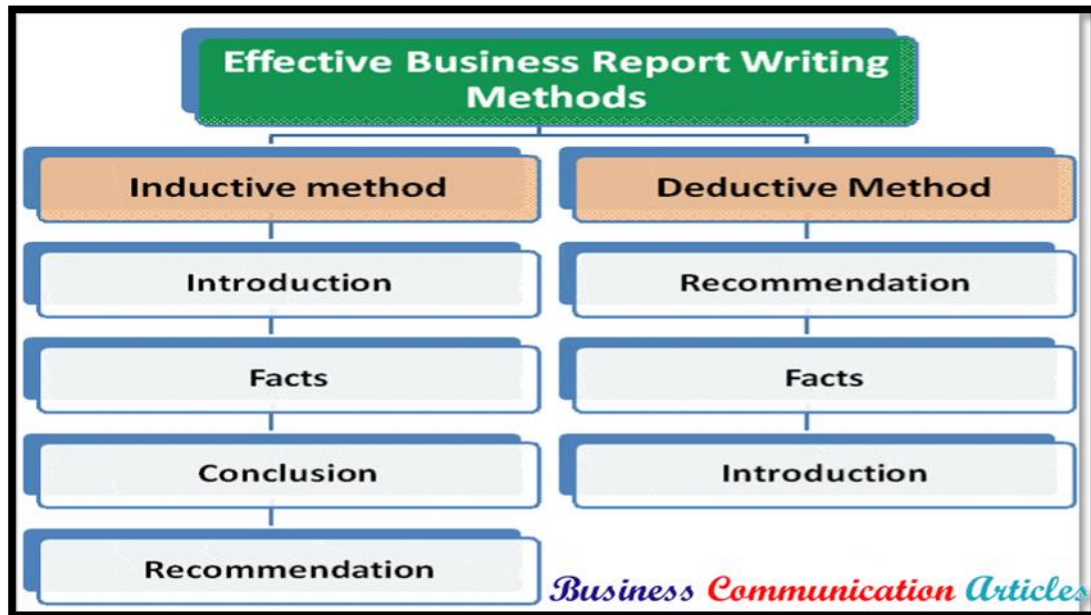 Effective Business Report Writing
Methods
Inductive method
Deductive Method
Introduction
Recommendation
Facts
Facts
Conclusion
Introduction
Recommendation
Business Communication Articles